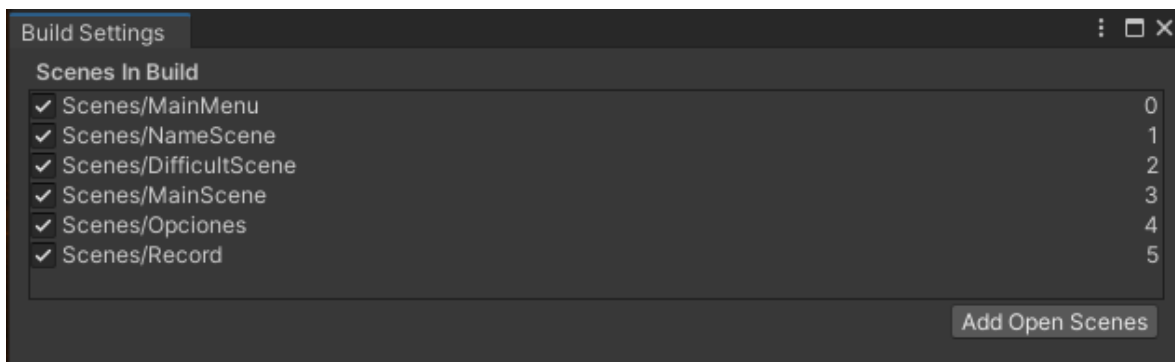 Build Settings
Scenes In Build
Scenes/MainMenu 0
Scenes/NameScene 1
Scenes/DifficultScene 2
Scenes/MainScene 3
Scenes/Opciones 4
Scenes/Record 5
Add Open Scenes